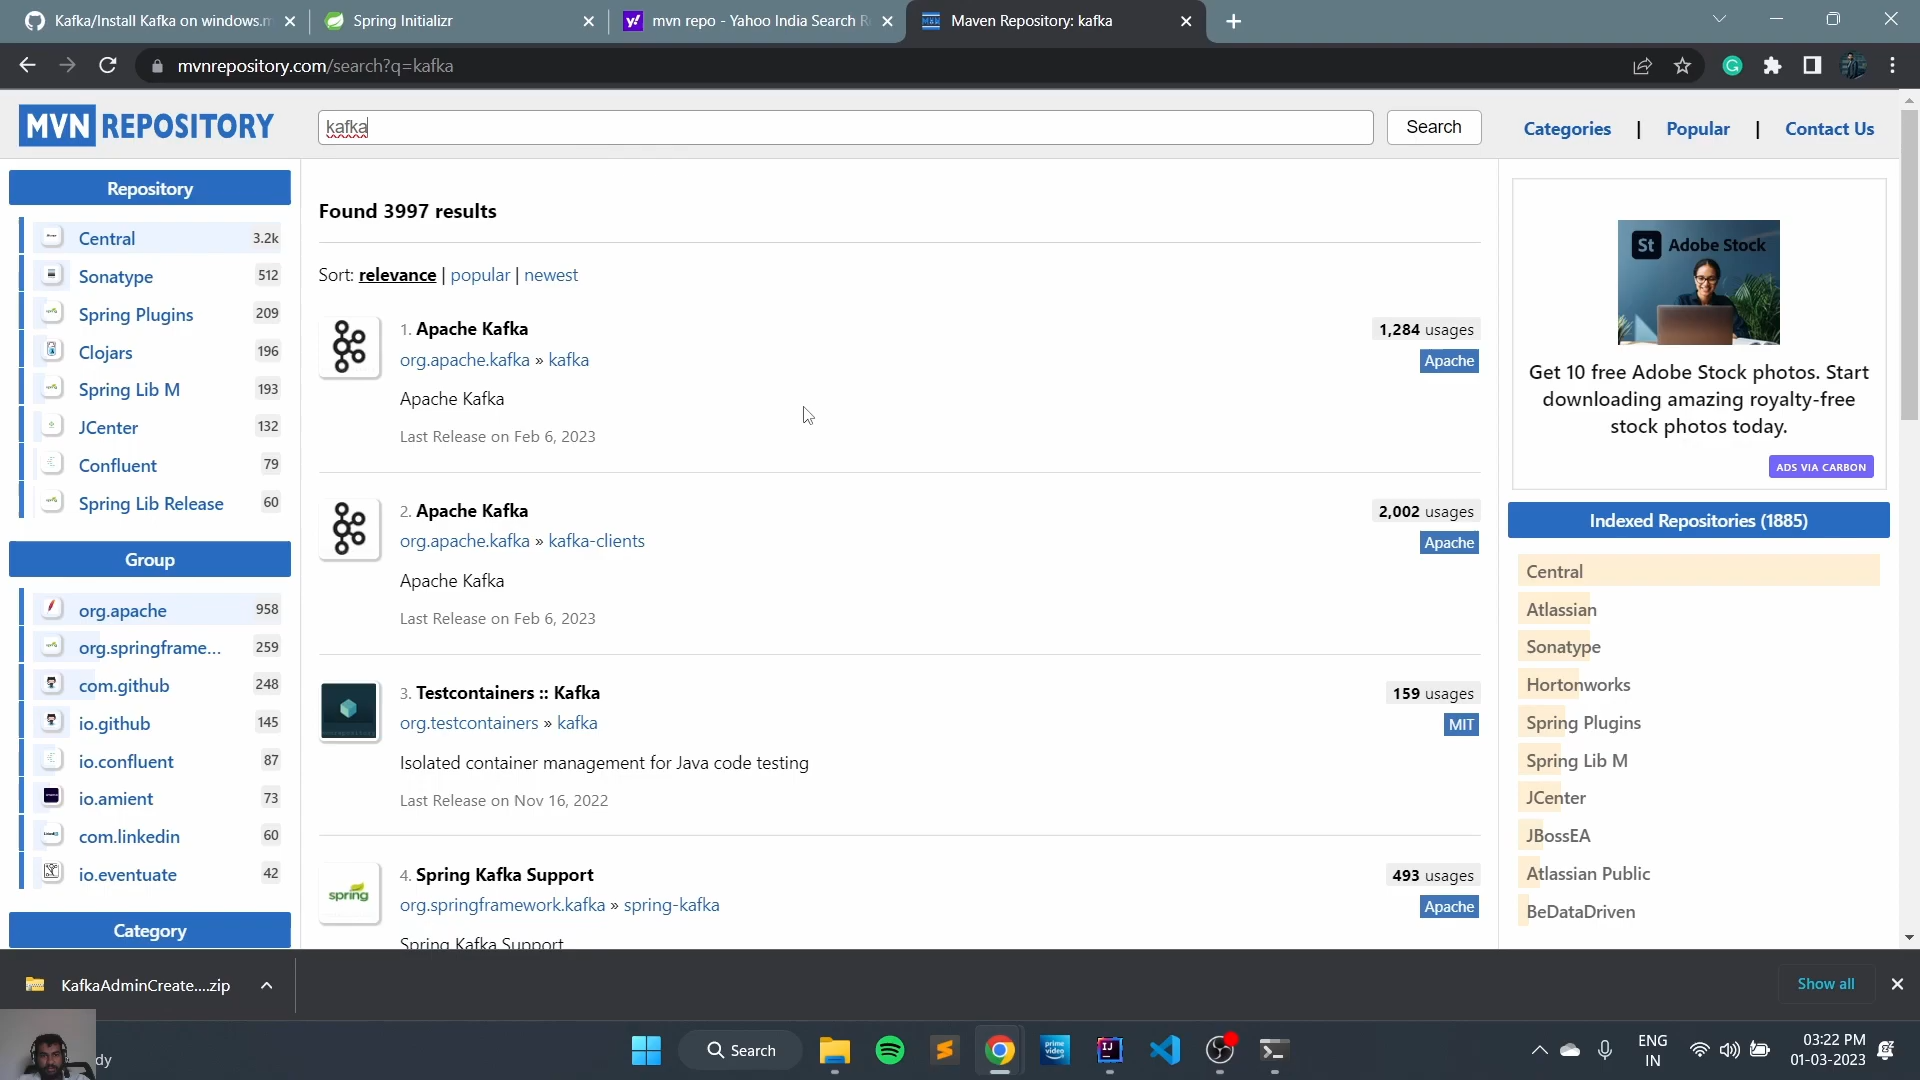 Kafka/Install Kafka on windows.m
Spring Initializr
mvn repo - Yahoo India Search R
Maven Repository: kafka
mvnrepository.com/search?q=kafka
MVN REPOSITORY
kafka
Search
Categories | Popular | Contact Us
Repository
Central 3.2k
Sonatype 512
Spring Plugins 209
Clojars 196
Spring Lib M 193
JCenter 132
Confluent 79
Spring Lib Release 60
Group
org.apache 958
org.springframe... 259
com.github 248
io.github 145
io.confluent 87
io.amient 73
com.linkedin 60
io.eventuate 42
Category
Found 3997 results
Sort: relevance | popular | newest
1. Apache Kafka 1,284 usages
org.apache.kafka » kafka Apache
Apache Kafka
Last Release on Feb 6, 2023
2. Apache Kafka 2,002 usages
org.apache.kafka » kafka-clients Apache
Apache Kafka
Last Release on Feb 6, 2023
3. Testcontainers :: Kafka 159 usages
org.testcontainers » kafka MIT
Isolated container management for Java code testing
Last Release on Nov 16, 2022
4. Spring Kafka Support 493 usages
org.springframework.kafka » spring-kafka Apache
Spring Kafka Support
spring
St Adobe Stock
Get 10 free Adobe Stock photos. Start
downloading amazing royalty-free
stock photos today.
ADS VIA CARBON
Indexed Repositories (1885)
Central
Atlassian
Sonatype
Hortonworks
Spring Plugins
Spring Lib M
JCenter
JBossEA
Atlassian Public
BeDataDriven
KafkaAdminCreate....zip
Show all
dy
Search
prime video
IJ
ENG
IN
03:22 PM
01-03-2023